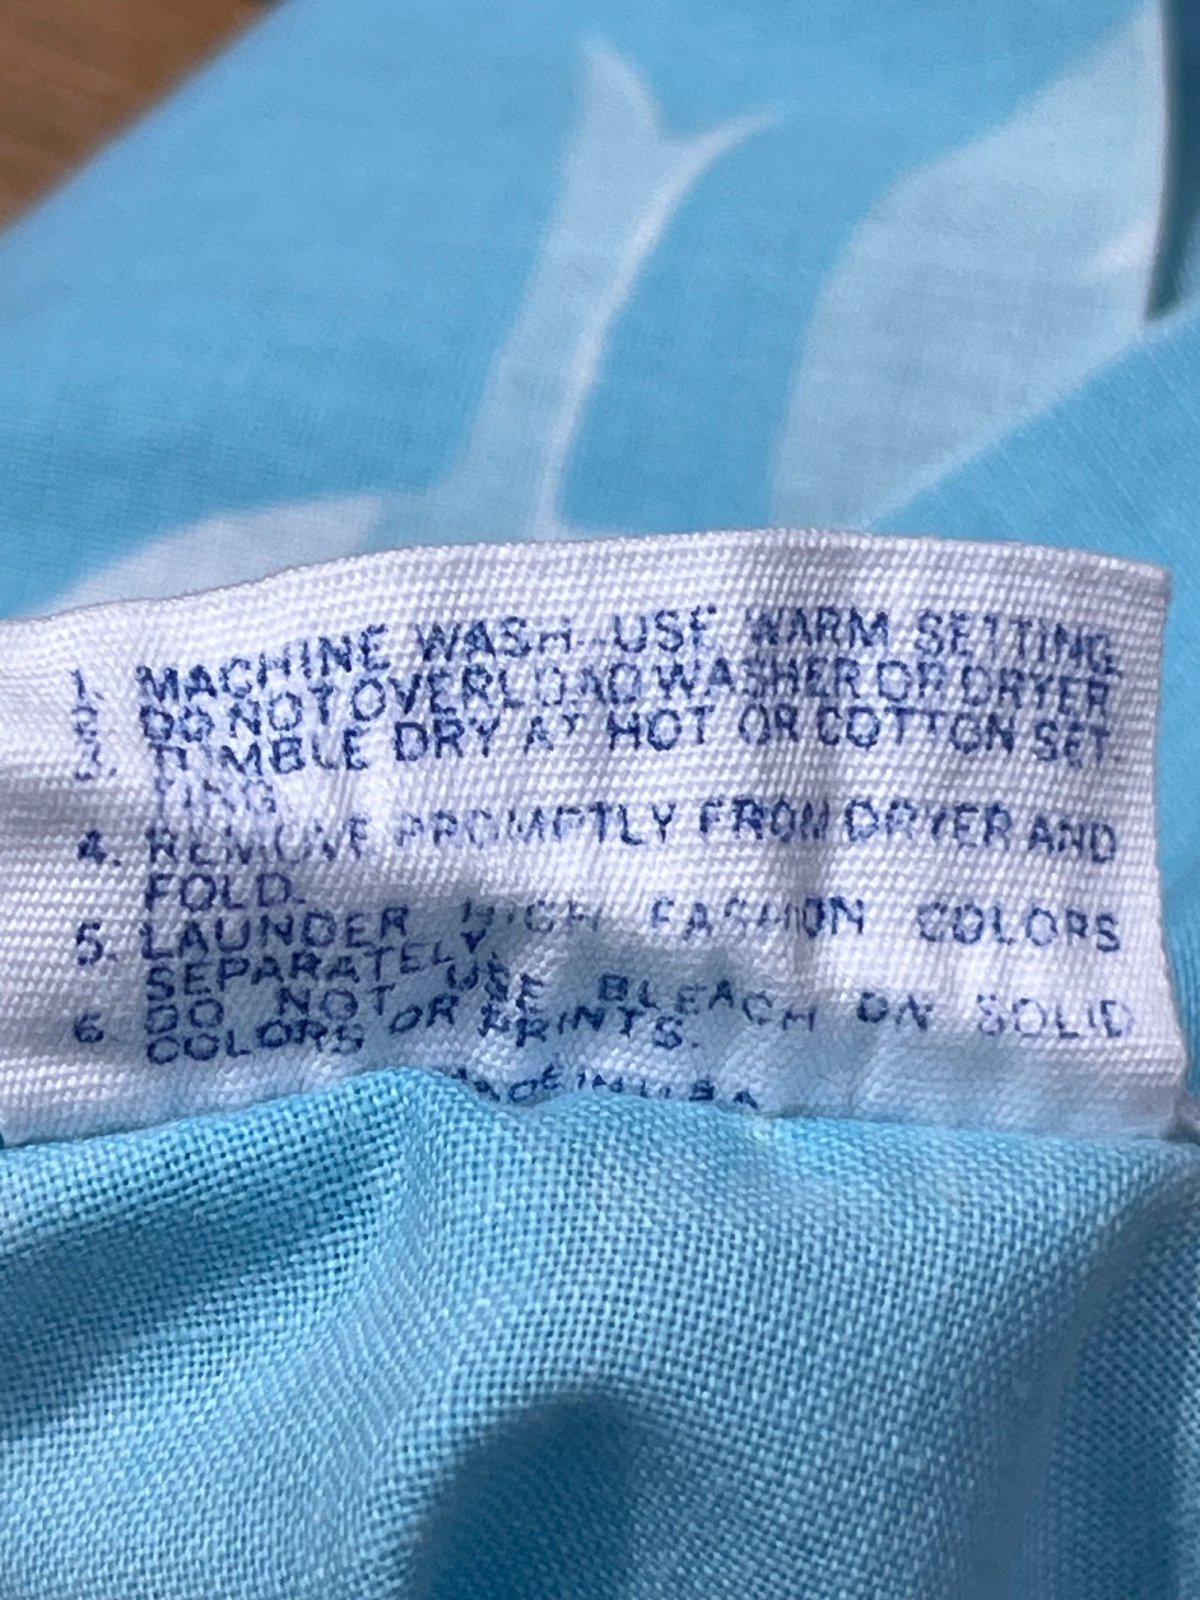 1. MACHINE WASH-USE WARM SETTING
2. DO NOT OVERLOAD WASHER OR DRYER
3. TUMBLE DRY AT HOT OR COTTON SET-
TING.
4. REMOVE PROMPTLY FROM DRYER AND
FOLD.
5. LAUNDER HIGH FASHION COLORS
SEPARATELY.
6. DO NOT USE BLEACH ON SOLID
COLORS OR PRINTS.
MADE IN U.S.A.